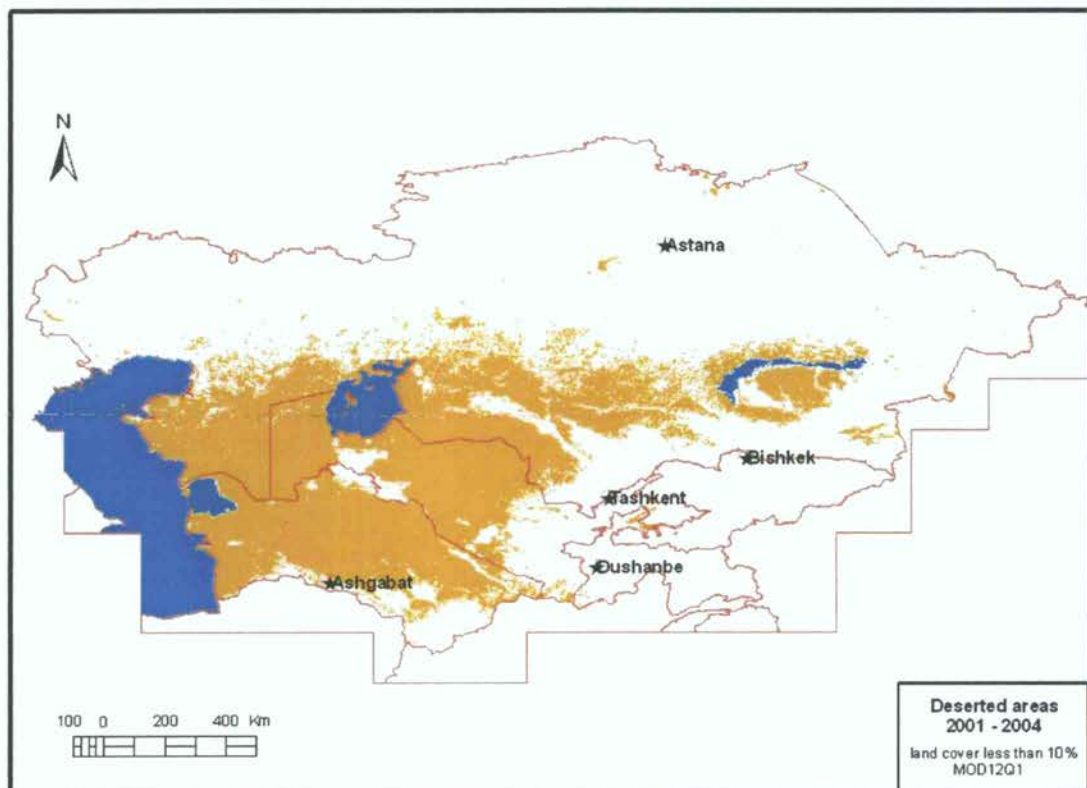 N
Astana
Bishkek
Tashkent
Dushanbe
Ashgabat
100 0 200 400 Km
Deserted areas
2001 - 2004
land cover less than 10%
MOD12Q1